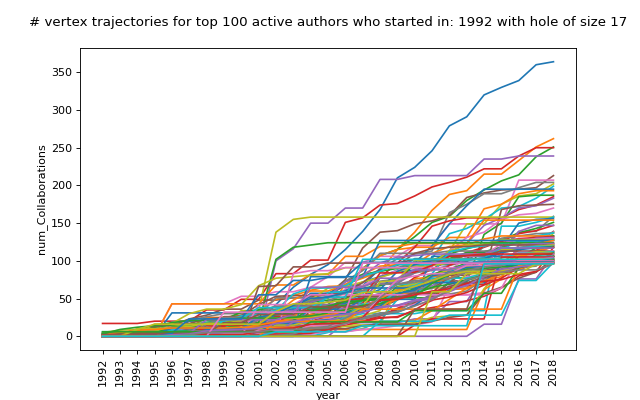 # vertex trajectories for top 100 active authors who started in: 1992 with hole of size 17
350
300
250
200
150
100
50
0
num_Collaborations
1992 1993 1994 1995 1996 1997 1998 1999 2000 2001 2002 2003 2004 2005 2006 2007 2008 2009 2010 2011 2012 2013 2014 2015 2016 2017 2018
year